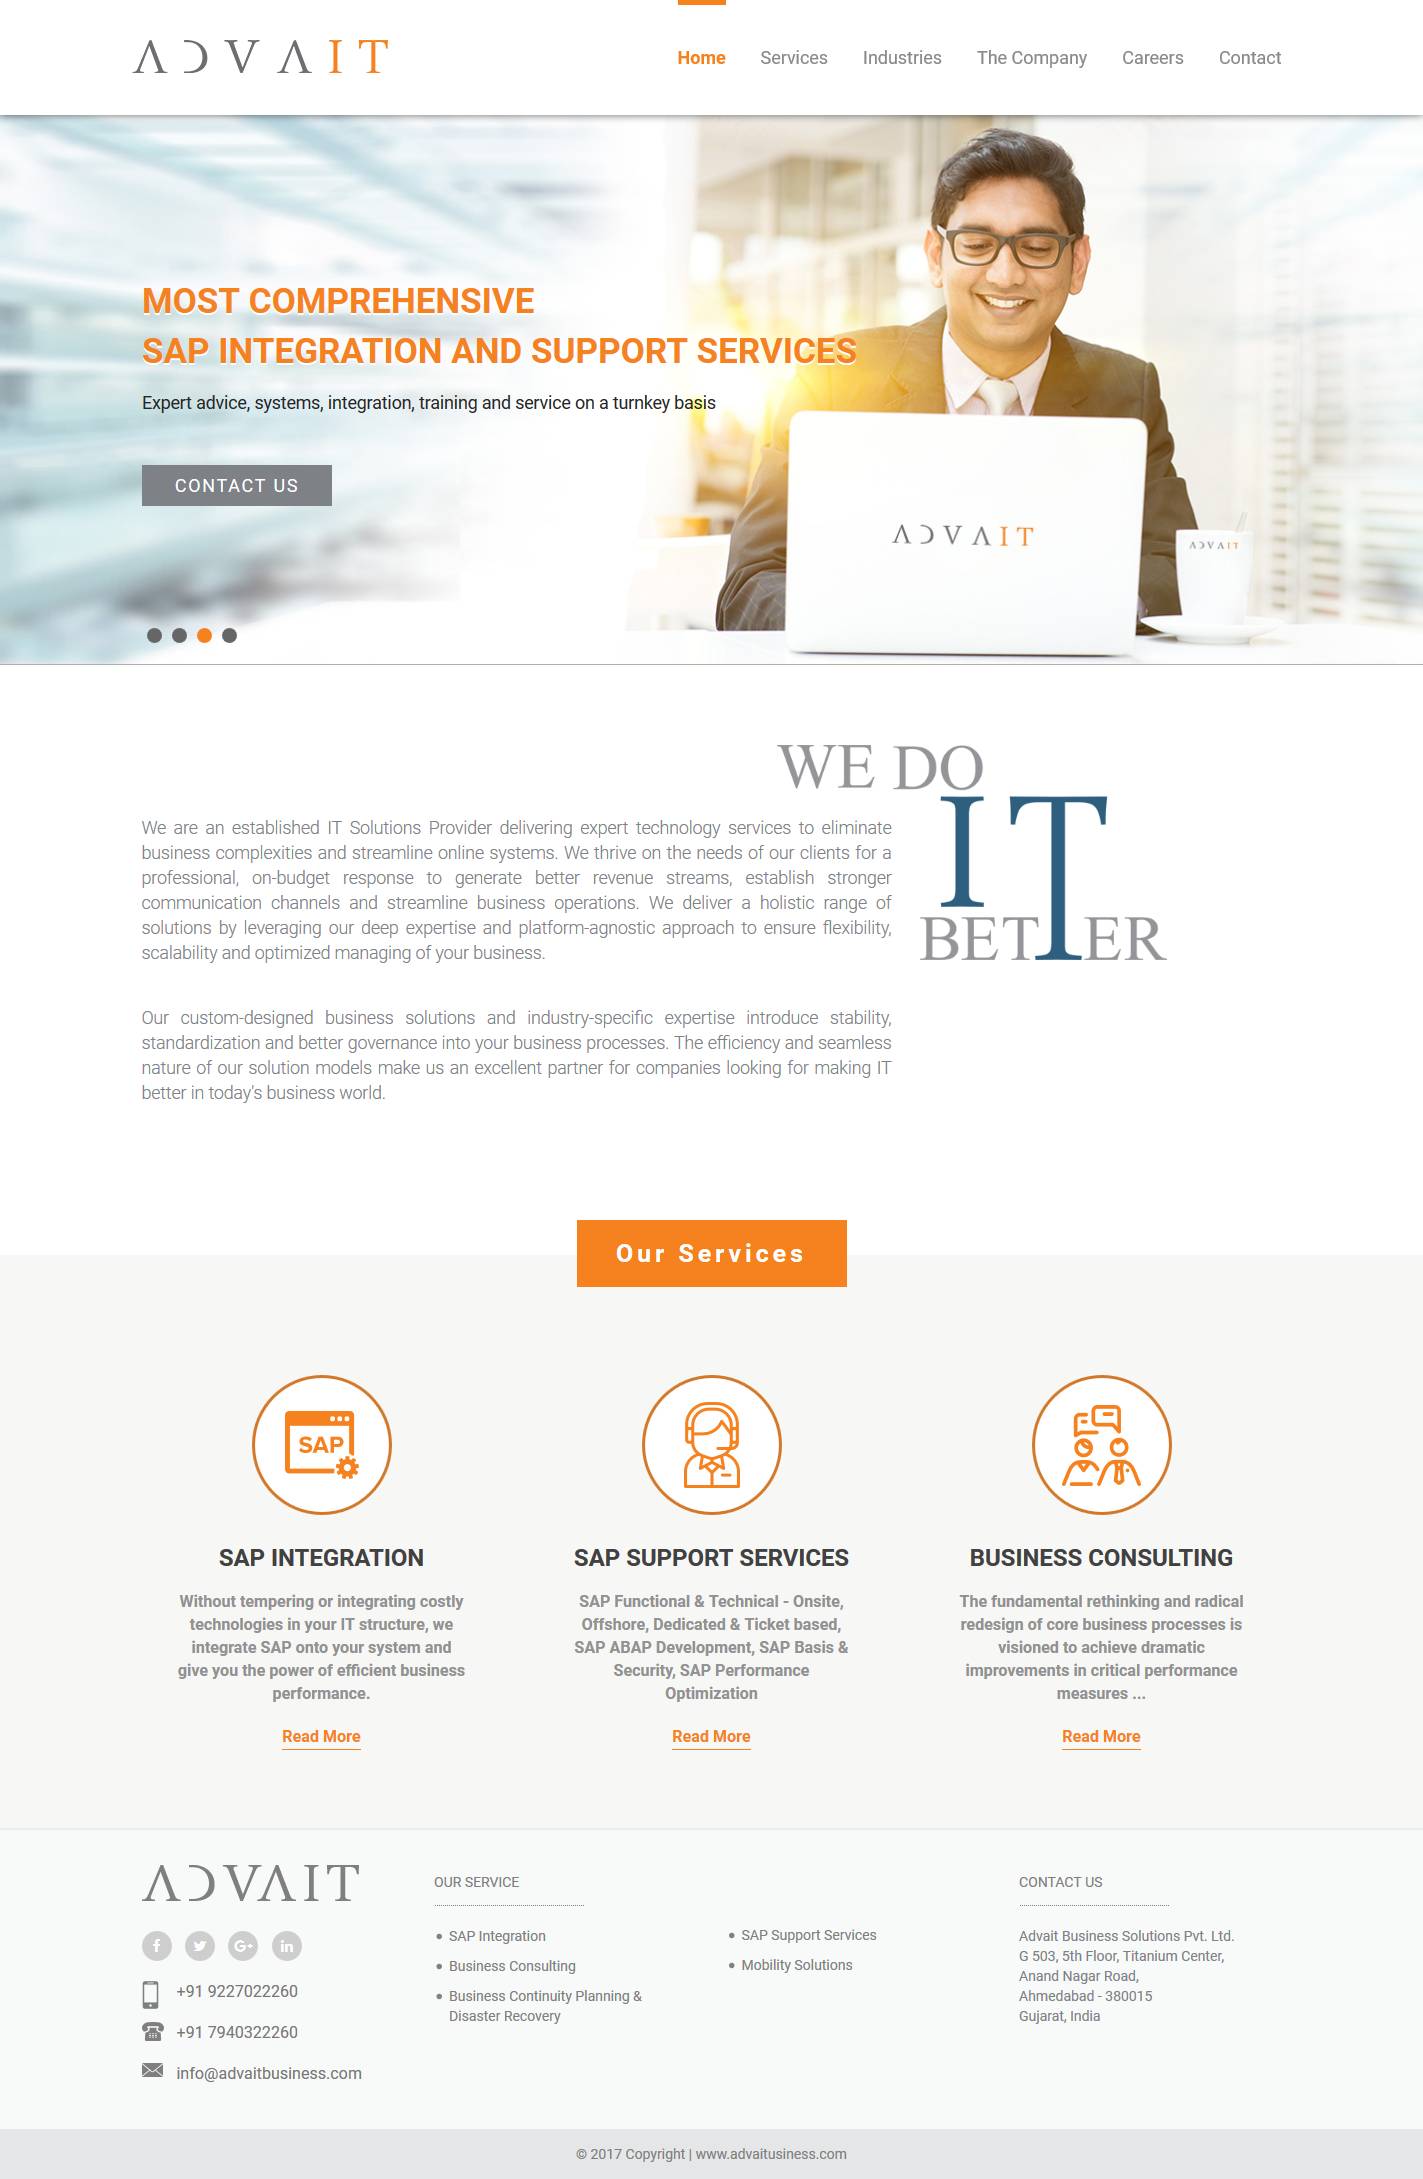 ADVAIT
Home Services Industries The Company Careers Contact
MOST COMPREHENSIVE
SAP INTEGRATION AND SUPPORT SERVICES
Expert advice, systems, integration, training and service on a turnkey basis
CONTACT US
ADVAIT
ADVAIT
WE DO
IT
BETTER
We are an established IT Solutions Provider delivering expert technology services to eliminate
business complexities and streamline online systems. We thrive on the needs of our clients for a
professional, on-budget response to generate better revenue streams, establish stronger
communication channels and streamline business operations. We deliver a holistic range of
solutions by leveraging our deep expertise and platform-agnostic approach to ensure flexibility,
scalability and optimized managing of your business.
Our custom-designed business solutions and industry-specific expertise introduce stability,
standardization and better governance into your business processes. The efficiency and seamless
nature of our solution models make us an excellent partner for companies looking for making IT
better in today's business world.
Our Services
SAP
SAP INTEGRATION
Without tempering or integrating costly
technologies in your IT structure, we
integrate SAP onto your system and
give you the power of efficient business
performance.
Read More
SAP SUPPORT SERVICES
SAP Functional & Technical - Onsite,
Offshore, Dedicated & Ticket based,
SAP ABAP Development, SAP Basis &
Security, SAP Performance
Optimization
Read More
BUSINESS CONSULTING
The fundamental rethinking and radical
redesign of core business processes is
visioned to achieve dramatic
improvements in critical performance
measures ...
Read More
ADVAIT
+91 9227022260
+91 7940322260
info@advaitbusiness.com
OUR SERVICE
SAP Integration
Business Consulting
Business Continuity Planning &
Disaster Recovery
SAP Support Services
Mobility Solutions
CONTACT US
Advait Business Solutions Pvt. Ltd.
G 503, 5th Floor, Titanium Center,
Anand Nagar Road,
Ahmedabad - 380015
Gujarat, India
© 2017 Copyright | www.advaitusiness.com